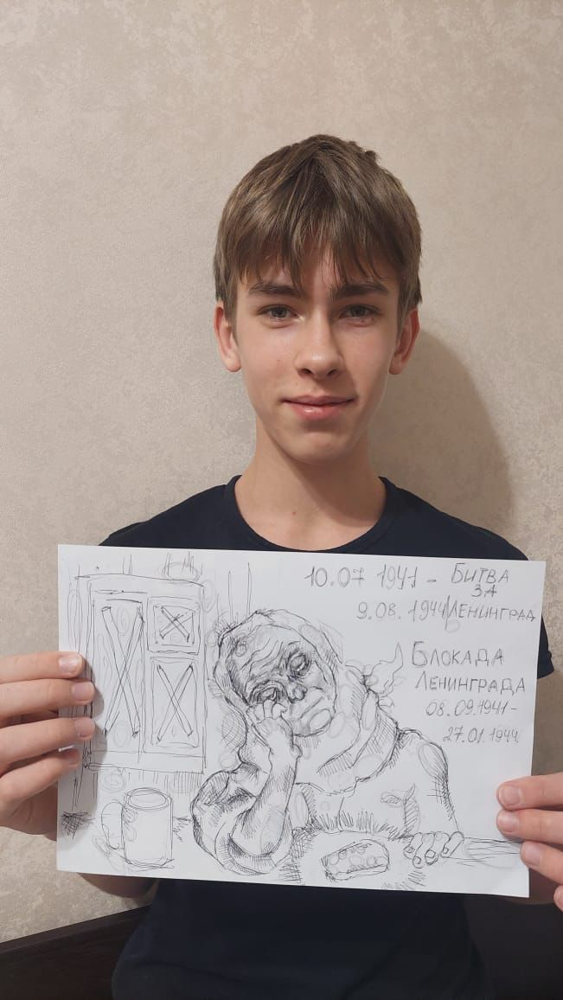 10.07 1941 - БИТВА
ЗА
9.08. 1944 ЛЕНИНГРАД
БЛОКАДА
ЛЕНИНГРАДА
08.09.1941-
27.01.1944.